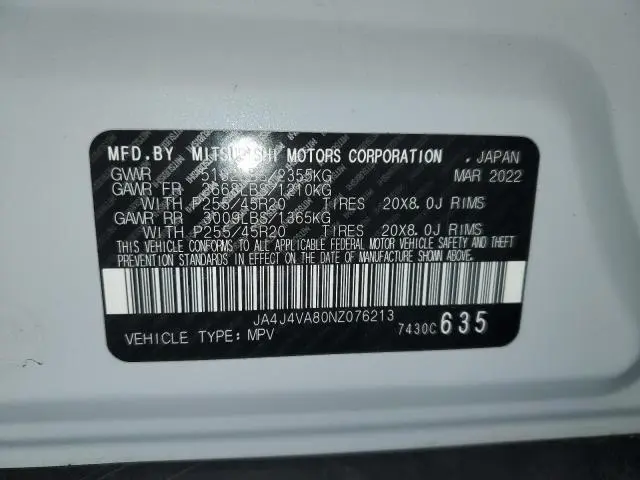 MFD.BY MITSUBISHI MOTORS CORPORATION . JAPAN
GVWR 2355KG MAR 2022
GAWR FR 2668LBS/1210KG
WITH P255/45R20 TIRES 20X8.0J RIMS
GAWR RR 3009LBS/1365KG
WITH P255/45R20 TIRES 20X8.0J RIMS
THIS VEHICLE CONFORMS TO ALL APPLICABLE FEDERAL MOTOR VEHICLE SAFETY AND THEFT
PREVENTION STANDARDS IN EFFECT ON THE DATE OF MANUFACTURE SHOWN ABOVE.
JA4J4VA80NZ076213
VEHICLE TYPE: MPV 7430C 635